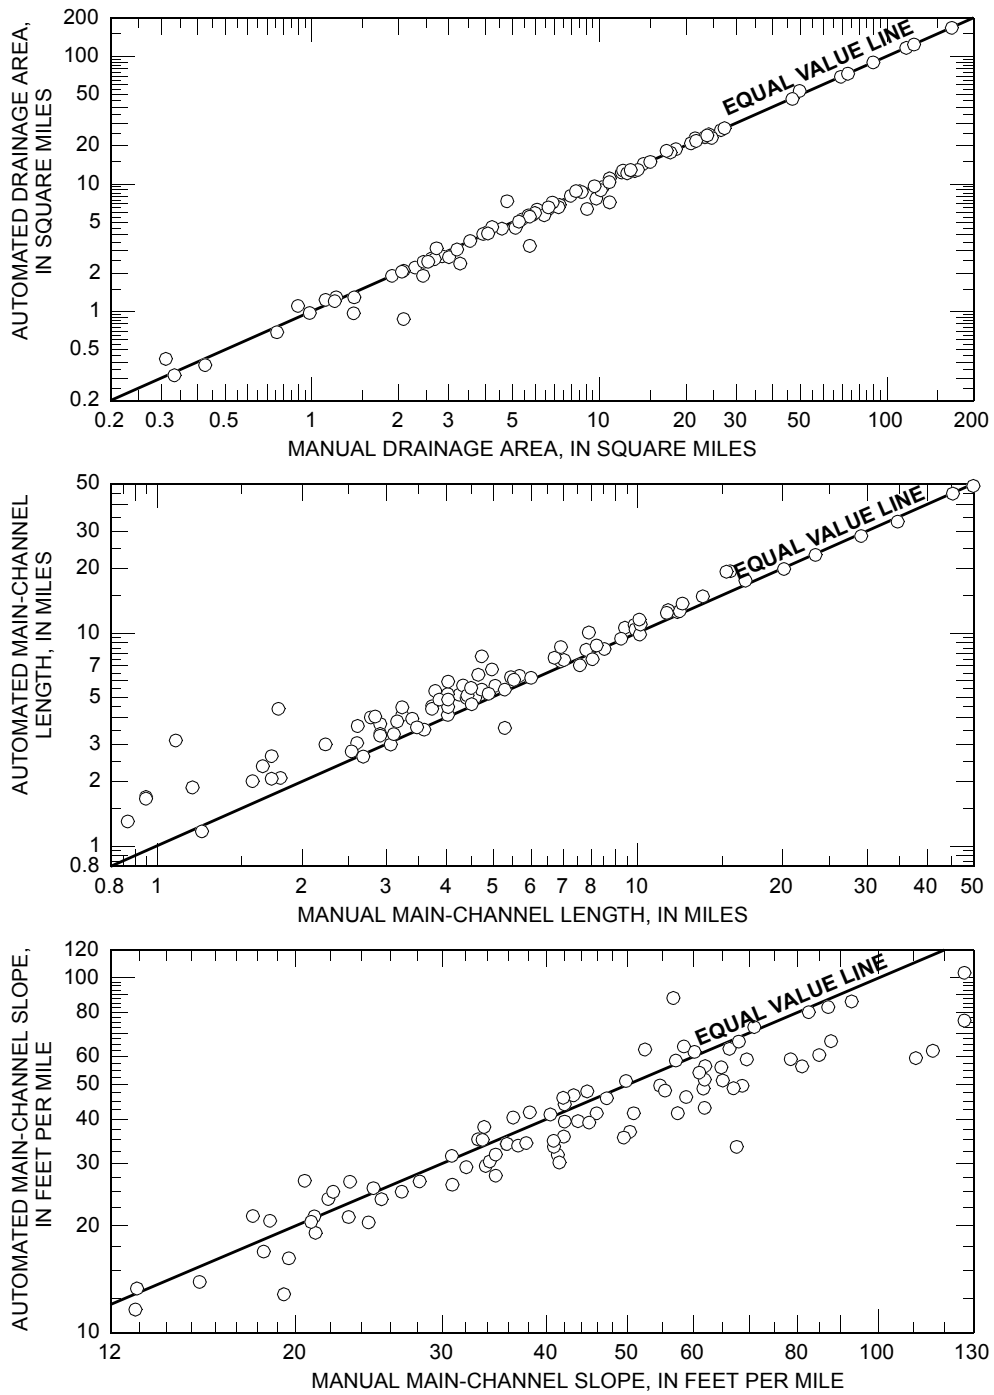 AUTOMATED DRAINAGE AREA,
IN SQUARE MILES
200
100
50
20
10
5
2
1
0.5
0.2
EQUAL VALUE LINE
0.2 0.3 0.5 1 2 3 5 10 20 30 50 100 200
MANUAL DRAINAGE AREA, IN SQUARE MILES
AUTOMATED MAIN-CHANNEL
LENGTH, IN MILES
50
30
20
10
7
5
3
2
1
0.8
EQUAL VALUE LINE
0.8 1 2 3 4 5 6 7 8 10 20 30 40 50
MANUAL MAIN-CHANNEL LENGTH, IN MILES
AUTOMATED MAIN-CHANNEL SLOPE,
IN FEET PER MILE
120
100
80
60
50
40
30
20
10
EQUAL VALUE LINE
12 20 30 40 50 60 80 100 130
MANUAL MAIN-CHANNEL SLOPE, IN FEET PER MILE